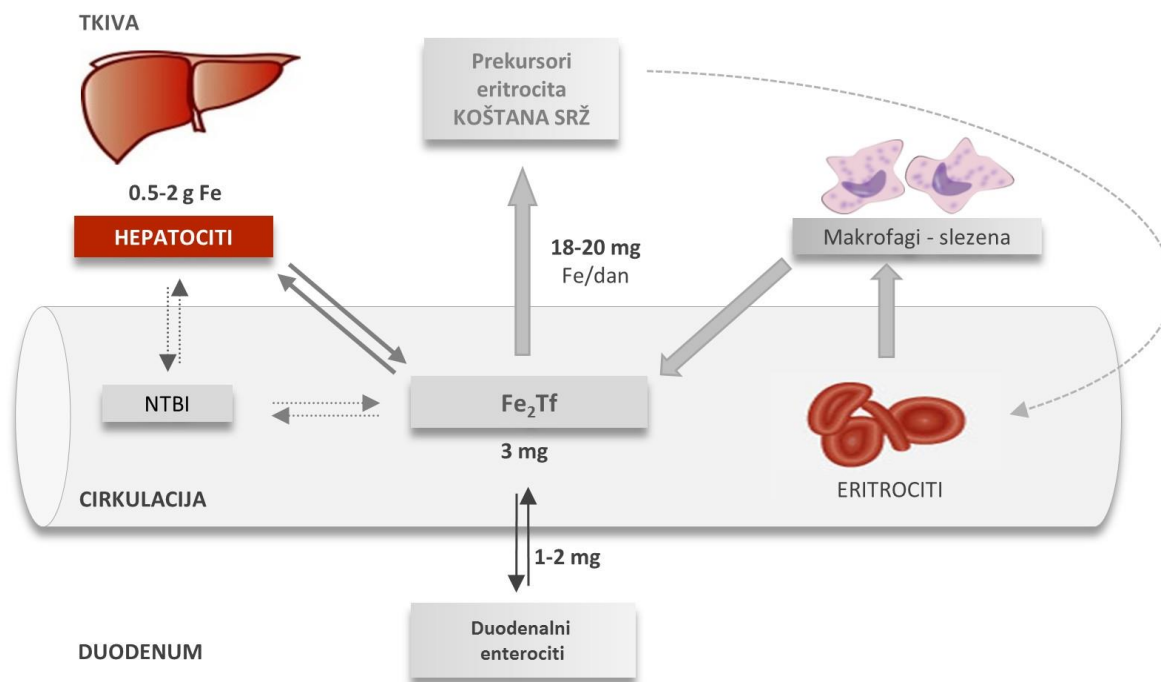 TKIVA
0.5-2 g Fe
HEPATOCITI
Prekursori
eritrocita
KOŠTANA SRŽ
18-20 mg
Fe/dan
Makrofagi - slezena
NTBI
Fe₂Tf
3 mg
ERITROCITI
CIRKULACIJA
1-2 mg
Duodenalni
enterociti
DUODENUM